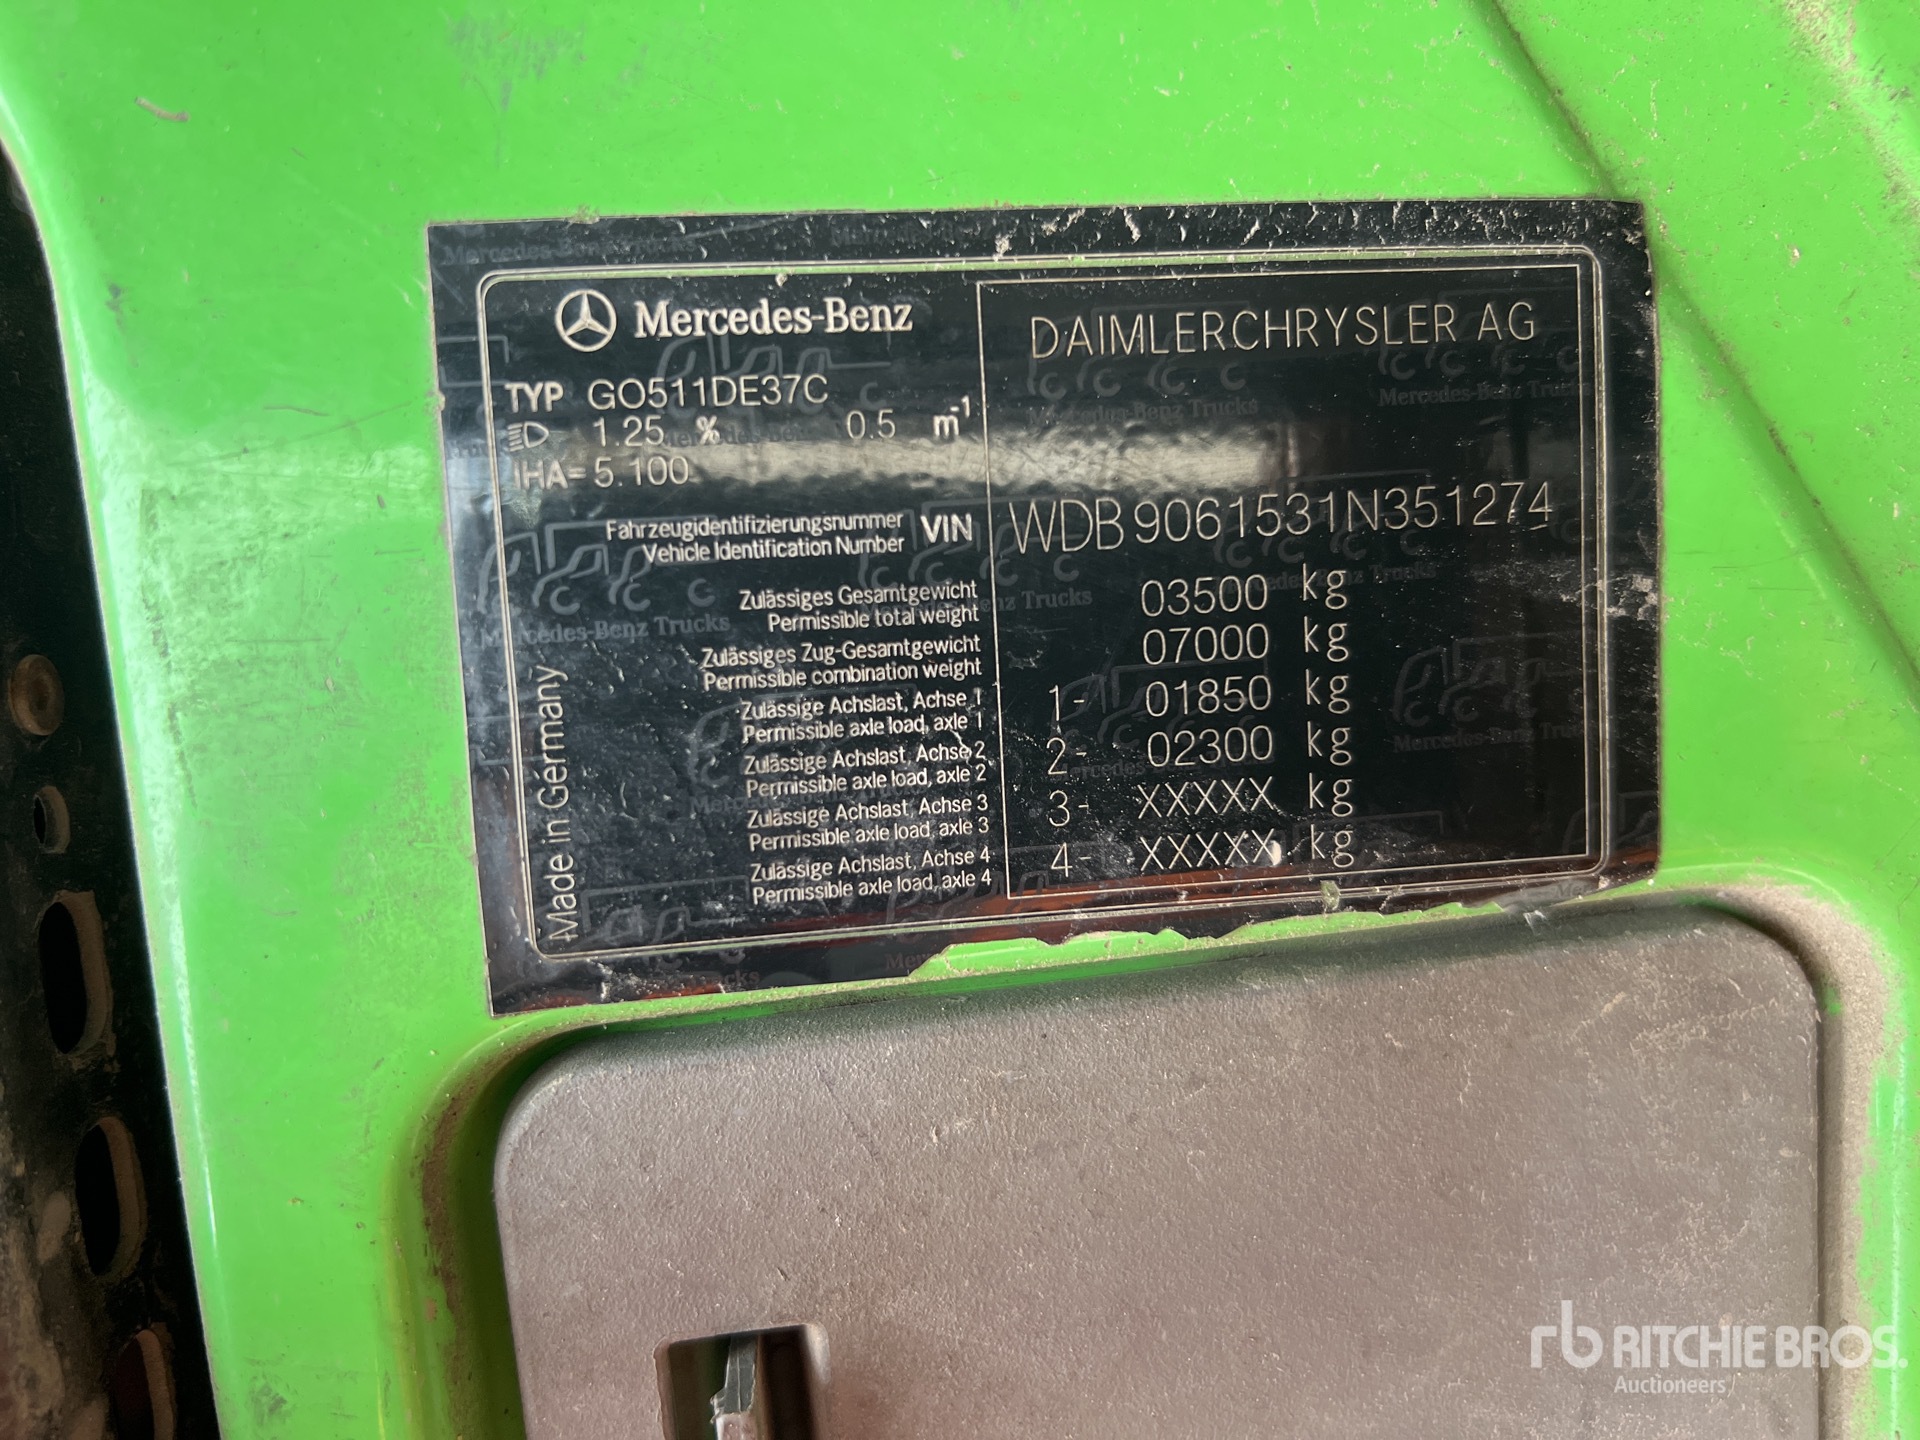 Mercedes-Benz
DAIMLERCHRYSLER AG
TYP GO511DE37C
1.25 % 0.5 m-1
IHA= 5.100
Fahrzeugidentifizierungsnummer
Vehicle Identification Number VIN WDB9061531N351274
Zulässiges Gesamtgewicht
Permissible total weight 03500 kg
Zulässiges Zug-Gesamtgewicht
Permissible combination weight 07000 kg
Zulässige Achslast, Achse 1
Permissible axle load, axle 1 1- 01850 kg
Zulässige Achslast, Achse 2
Permissible axle load, axle 2 2- 02300 kg
Zulässige Achslast, Achse 3
Permissible axle load, axle 3 3- XXXXX kg
Zulässige Achslast, Achse 4
Permissible axle load, axle 4 4- XXXXX kg
Made in Germany
Mercedes-Benz Trucks
rb RITCHIE BROS.
Auctioneers